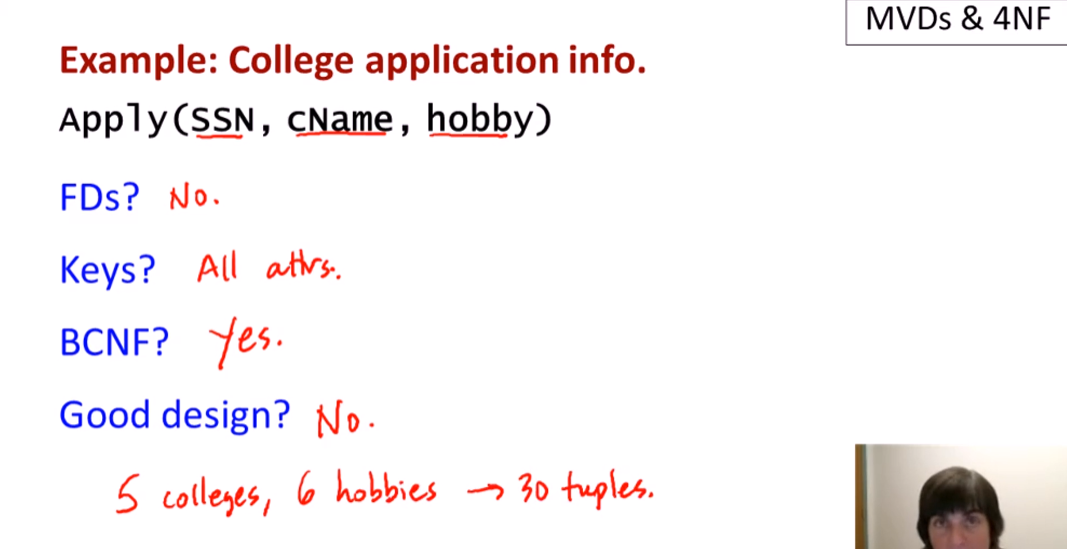 MVDs & 4NF
Example: College application info.
Apply(SSN, cName, hobby)
FDs? No.
Keys? All attrs.
BCNF? Yes.
Good design? No.
5 colleges, 6 hobbies → 30 tuples.